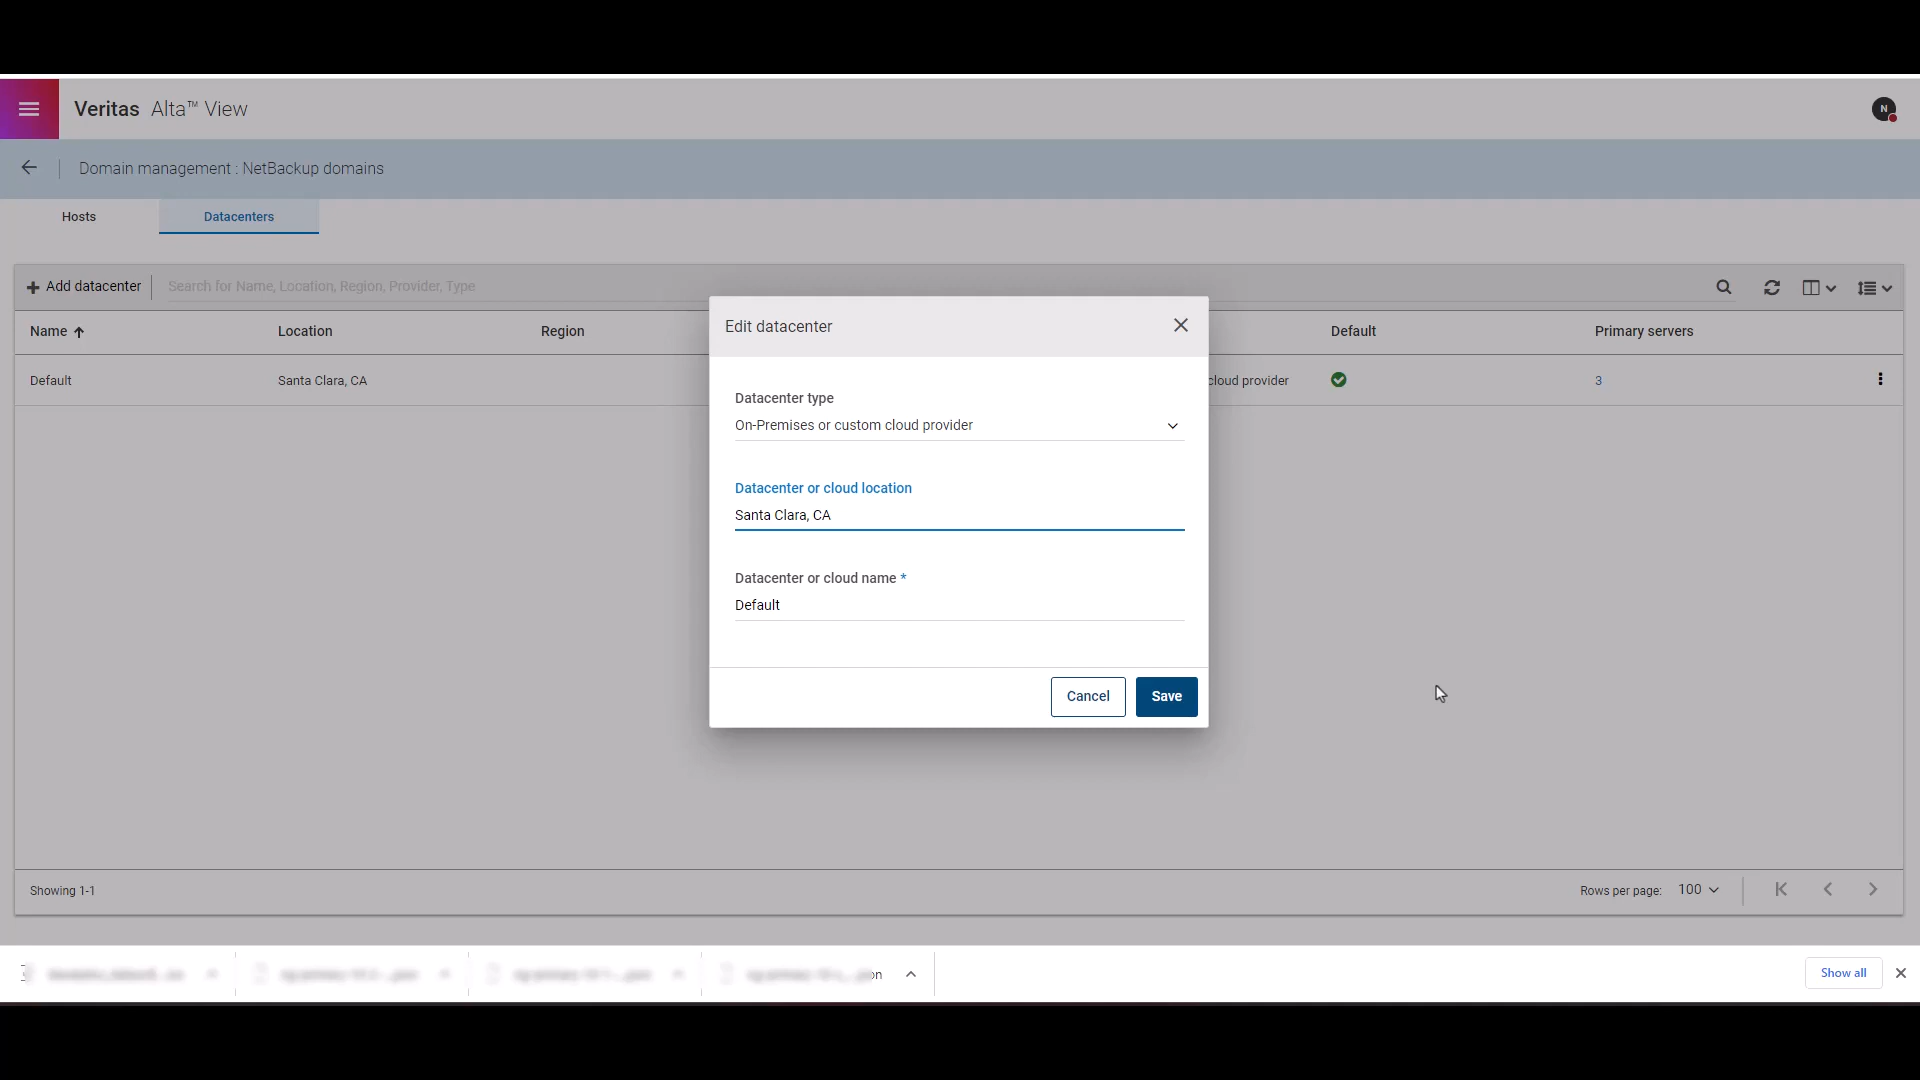 Veritas Alta™ View
N
Domain management : NetBackup domains
Hosts
Datacenters
Add datacenter
Search for Name, Location, Region, Provider, Type
Name
Location
Region
Default
Primary servers
Default
Santa Clara, CA
cloud provider
3
Edit datacenter
Datacenter type
On-Premises or custom cloud provider
Datacenter or cloud location
Santa Clara, CA
Datacenter or cloud name *
Default
Cancel
Save
Showing 1-1
Rows per page: 100
on
Show all